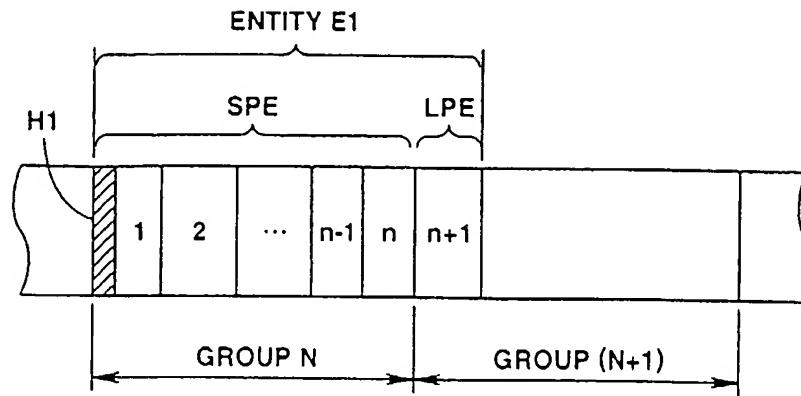 ENTITY E1
SPE
LPE
H1
1 2 ... n-1 n n+1
GROUP N
GROUP (N+1)